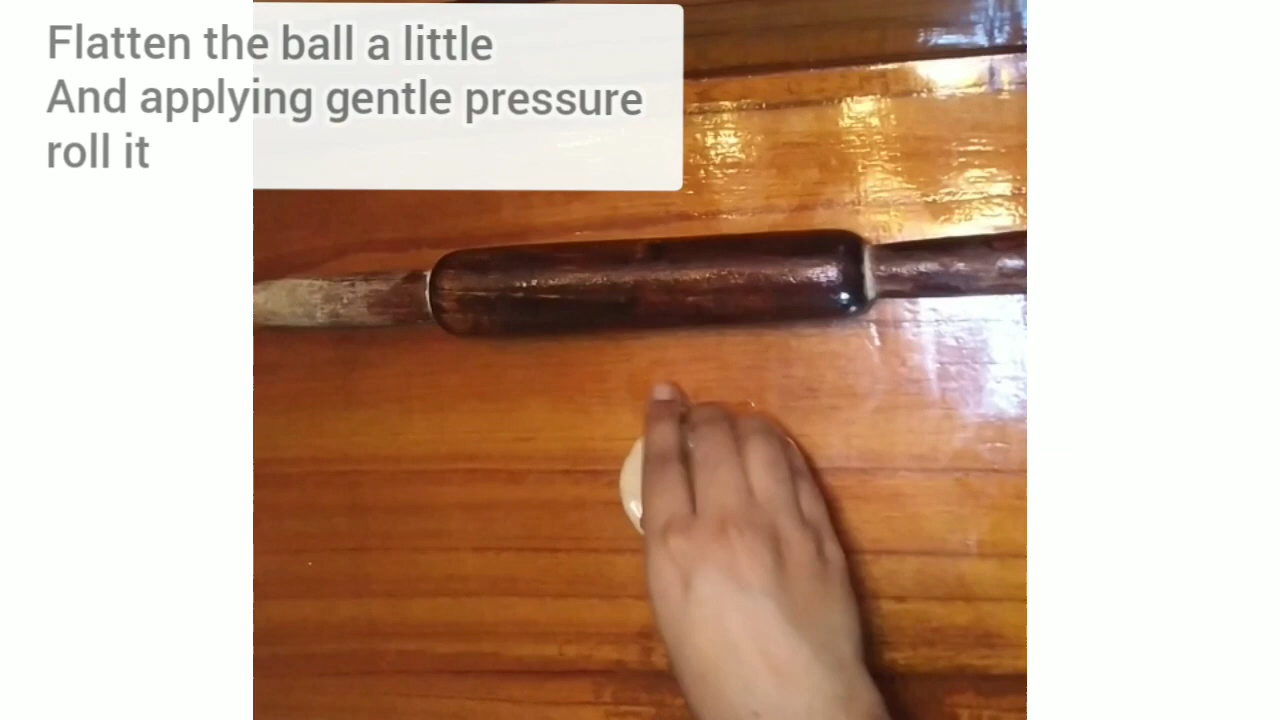 Flatten the ball a little
And applying gentle pressure
roll it